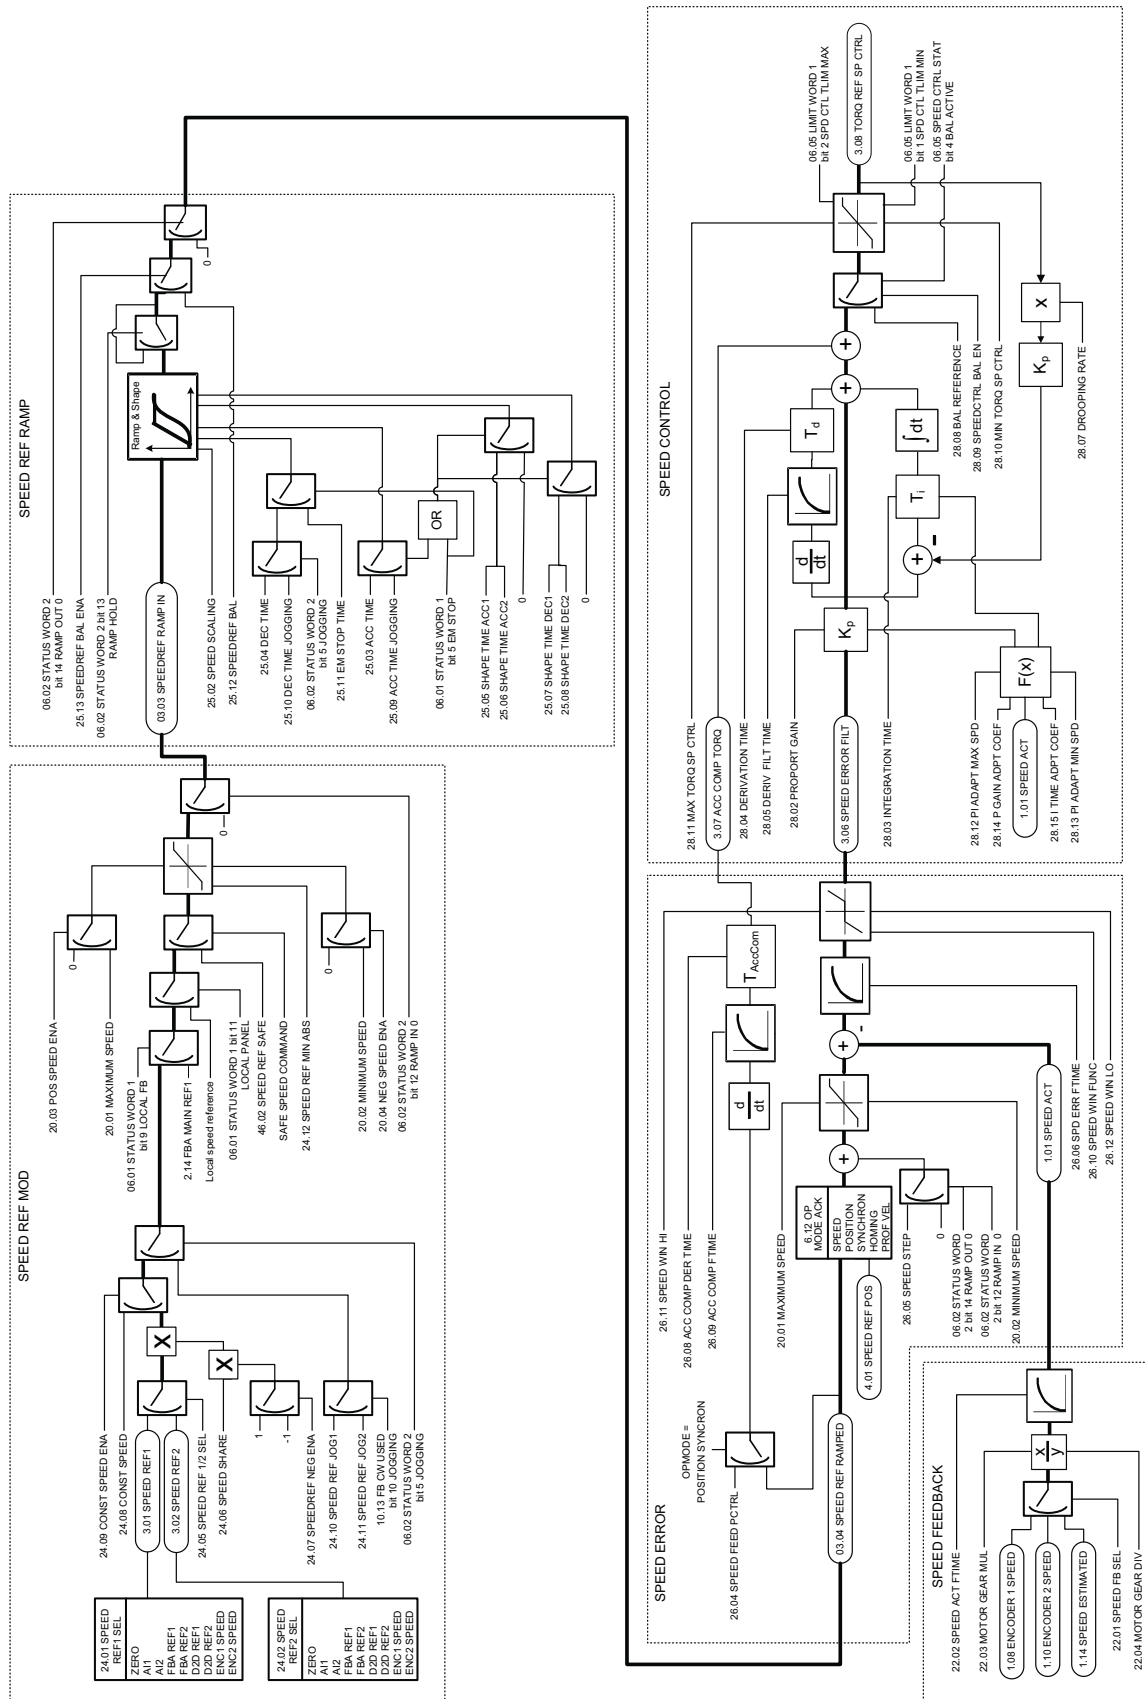 SPEED REF MOD
24.01 SPEED
REF1 SEL
ZERO
AI1
AI2
FBA REF1
FBA REF2
D2D REF1
D2D REF2
ENC1 SPEED
ENC2 SPEED
24.02 SPEED
REF2 SEL
ZERO
AI1
AI2
FBA REF1
FBA REF2
D2D REF1
D2D REF2
ENC1 SPEED
ENC2 SPEED
24.09 CONST SPEED ENA
24.08 CONST SPEED
3.01 SPEED REF1
3.02 SPEED REF2
24.05 SPEED REF 1/2 SEL
24.06 SPEED SHARE
1
-1
24.07 SPEEDREF NEG ENA
24.10 SPEED REF JOG1
24.11 SPEED REF JOG2
10.13 FB CW USED
bit 10 JOGGING
06.02 STATUS WORD 2
bit 5 JOGGING
X
X
20.03 POS SPEED ENA
0
20.01 MAXIMUM SPEED
06.01 STATUS WORD 1
bit 9 LOCAL FB
2.14 FBA MAIN REF1
Local speed reference
06.01 STATUS WORD 1 bit 11
LOCAL PANEL
46.02 SPEED REF SAFE
SAFE SPEED COMMAND
24.12 SPEED REF MIN ABS
0
20.02 MINIMUM SPEED
20.04 NEG SPEED ENA
06.02 STATUS WORD 2
bit 12 RAMP IN 0
0
SPEED REF RAMP
06.02 STATUS WORD 2
bit 14 RAMP OUT 0
25.13 SPEEDREF BAL ENA
06.02 STATUS WORD 2 bit 13
RAMP HOLD
03.03 SPEEDREF RAMP IN
25.02 SPEED SCALING
25.12 SPEEDREF BAL
25.04 DEC TIME
25.10 DEC TIME JOGGING
06.02 STATUS WORD 2
bit 5 JOGGING
25.11 EM STOP TIME
25.03 ACC TIME
25.09 ACC TIME JOGGING
06.01 STATUS WORD 1
bit 5 EM STOP
25.05 SHAPE TIME ACC1
25.06 SHAPE TIME ACC2
0
25.07 SHAPE TIME DEC1
25.08 SHAPE TIME DEC2
0
OR
Ramp & Shape
0
SPEED FEEDBACK
22.02 SPEED ACT FTIME
22.03 MOTOR GEAR MUL
1.08 ENCODER 1 SPEED
1.10 ENCODER 2 SPEED
1.14 SPEED ESTIMATED
22.01 SPEED FB SEL
22.04 MOTOR GEAR DIV
x
y
SPEED ERROR
26.04 SPEED FEED PCTRL
OPMODE =
POSITION SYNCRON
03.04 SPEED REF RAMPED
26.11 SPEED WIN HI
26.08 ACC COMP DER TIME
26.09 ACC COMP FTIME
20.01 MAXIMUM SPEED
6.12 OP
MODE ACK
SPEED
POSITION
SYNCHRON
HOMING
PROF VEL
4.01 SPEED REF POS
26.05 SPEED STEP
0
06.02 STATUS WORD
2 bit 14 RAMP OUT 0
06.02 STATUS WORD
2 bit 12 RAMP IN 0
20.02 MINIMUM SPEED
+
d
dt
T AccCom
+
-
1.01 SPEED ACT
26.06 SPD ERR FTIME
26.10 SPEED WIN FUNC
26.12 SPEED WIN LO
SPEED CONTROL
28.11 MAX TORQ SP CTRL
3.07 ACC COMP TORQ
28.04 DERIVATION TIME
28.05 DERIV FILT TIME
28.02 PROPORT GAIN
3.06 SPEED ERROR FILT
28.03 INTEGRATION TIME
28.12 PI ADAPT MAX SPD
28.14 P GAIN ADPT COEF
1.01 SPEED ACT
28.15 I TIME ADPT COEF
28.13 PI ADAPT MIN SPD
Kp
F(x)
d
dt
+
-
Td
Ti
∫dt
+
+
28.08 BAL REFERENCE
28.09 SPEEDCTRL BAL EN
28.10 MIN TORQ SP CTRL
Kp
x
28.07 DROOPING RATE
06.05 LIMIT WORD 1
bit 2 SPD CTL TLIM MAX
3.08 TORQ REF SP CTRL
06.05 LIMIT WORD 1
bit 1 SPD CTL TLIM MIN
06.05 SPEED CTRL STAT
bit 4 BAL ACTIVE